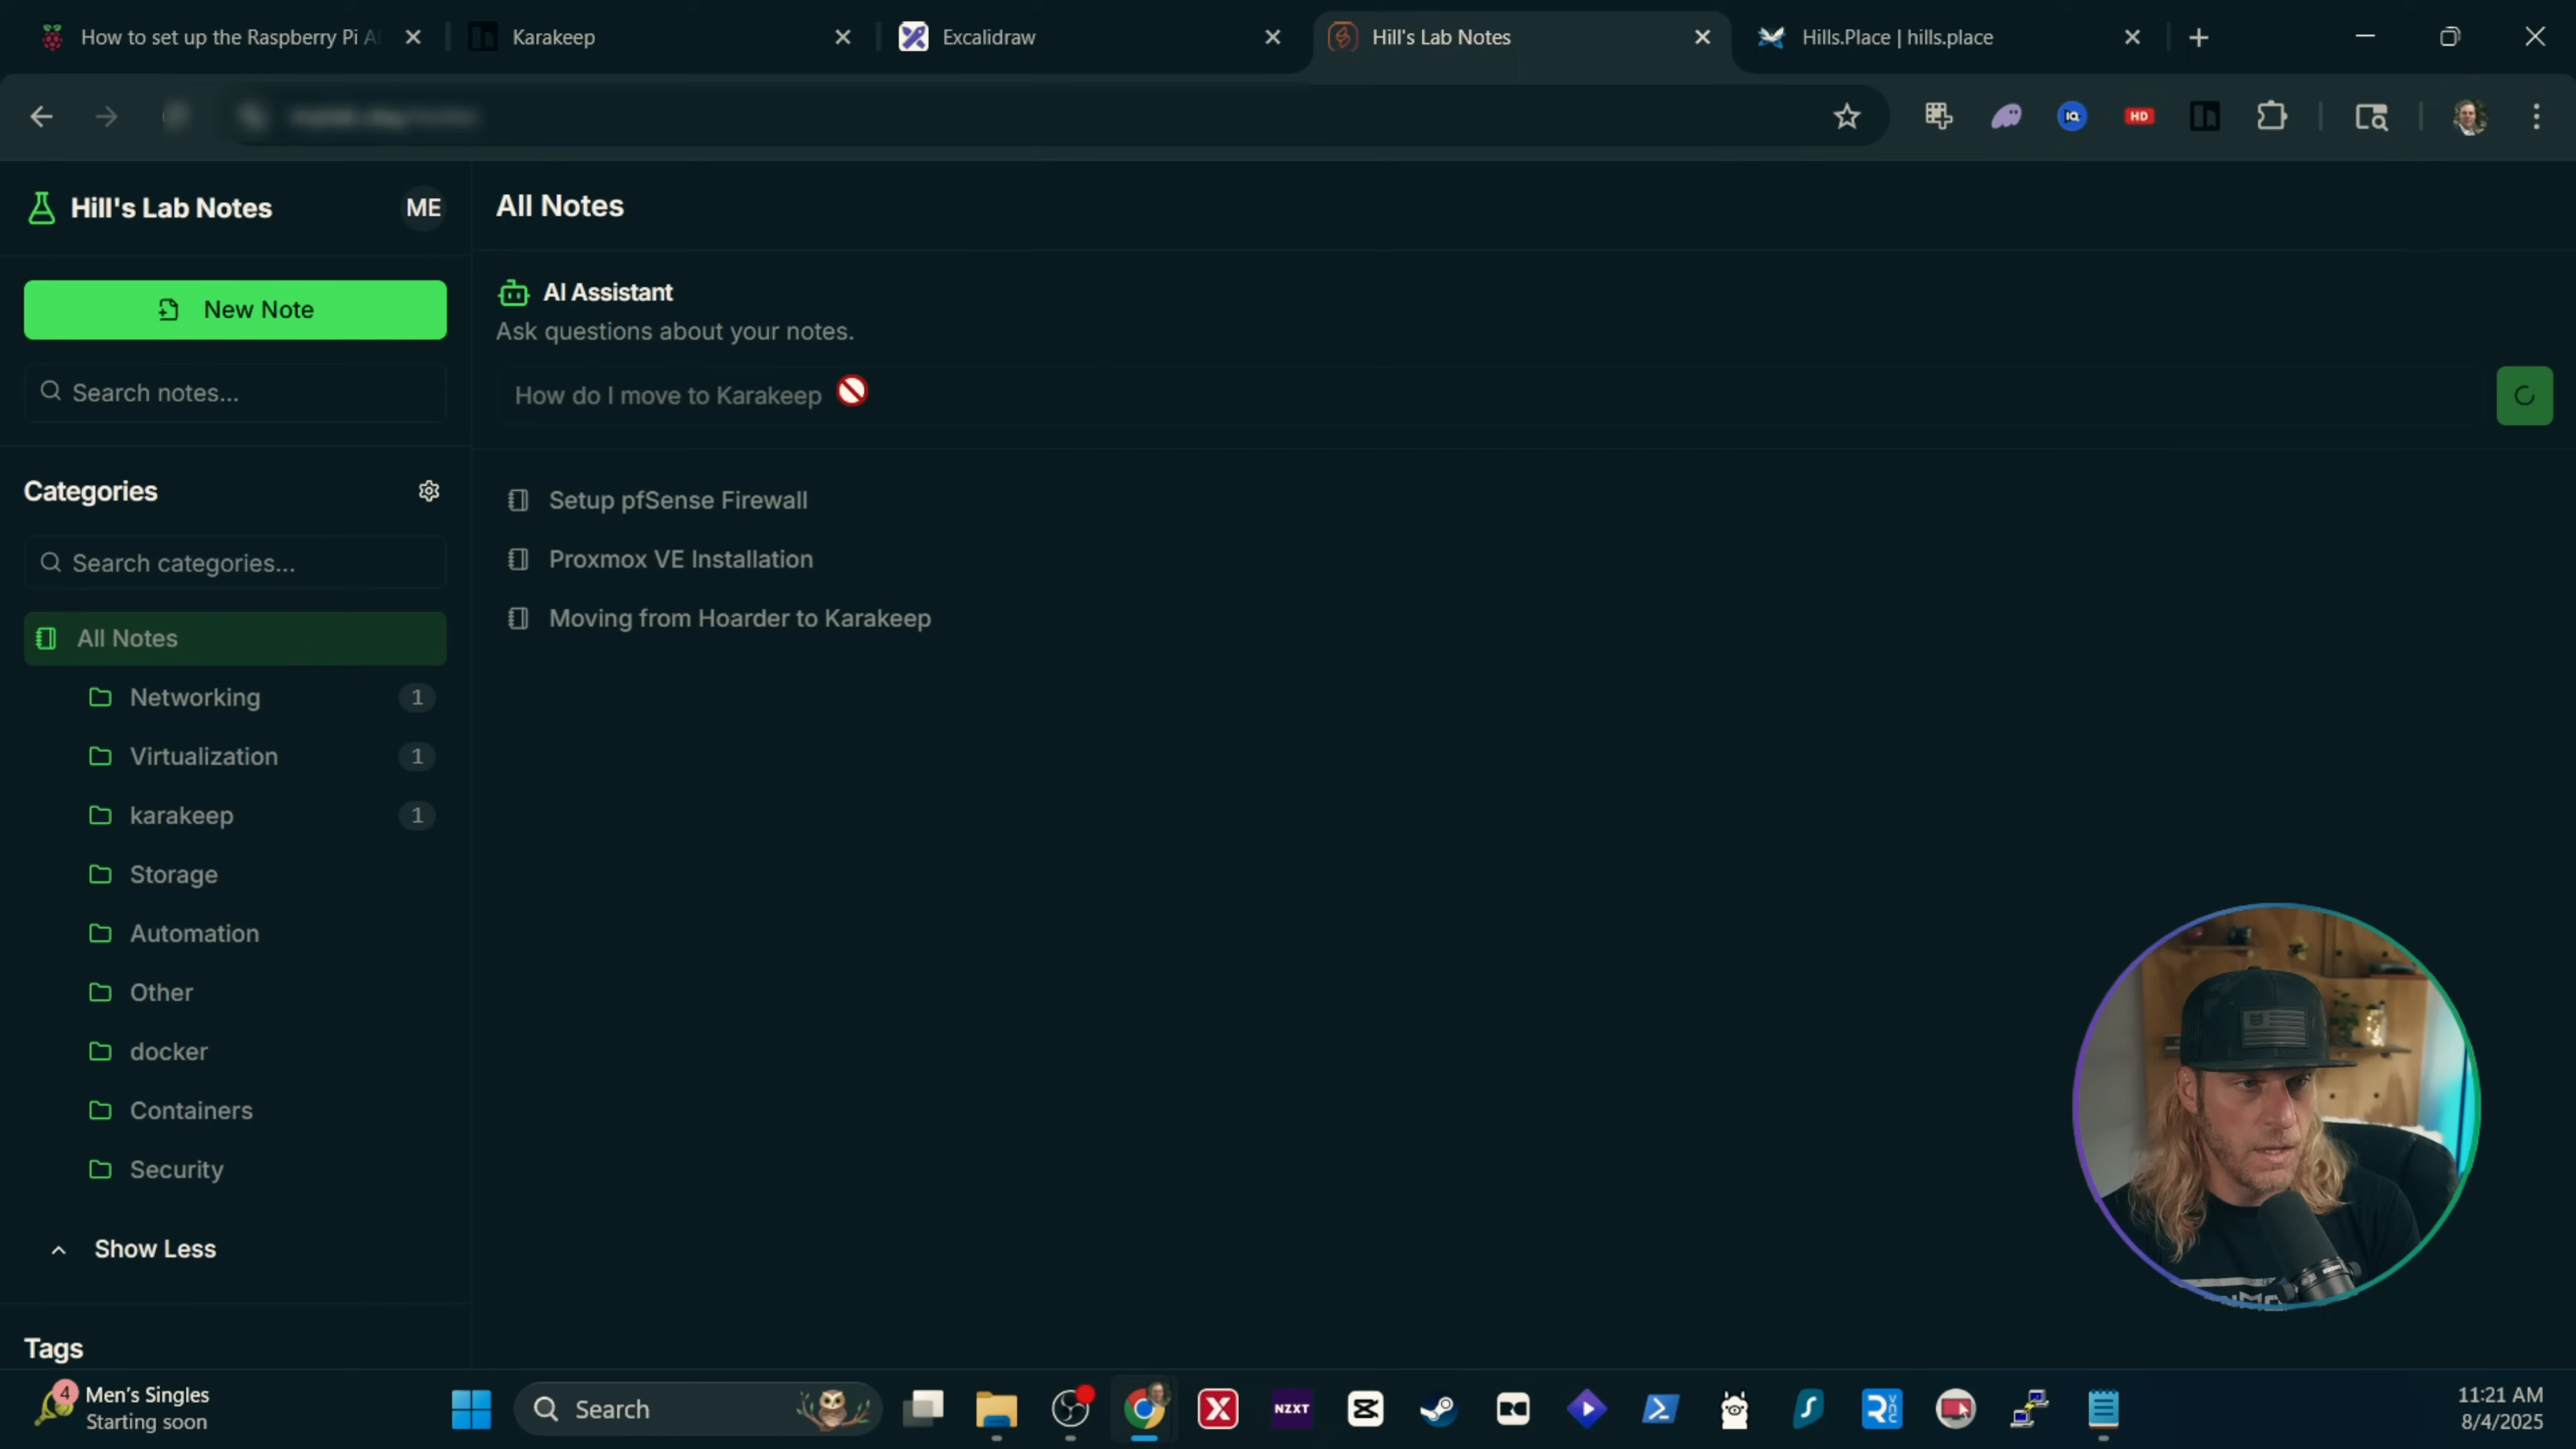 How to set up the Raspberry Pi AI
Karakeep
Excalidraw
Hill's Lab Notes
Hills.Place | hills.place
IQ
HD
Hill's Lab Notes
ME
All Notes
New Note
AI Assistant
Ask questions about your notes.
Search notes...
How do I move to Karakeep
Categories
Setup pfSense Firewall
Search categories...
Proxmox VE Installation
Moving from Hoarder to Karakeep
All Notes
Networking 1
Virtualization 1
karakeep 1
Storage
Automation
Other
docker
Containers
Security
Show Less
Tags
4
Men's Singles
Starting soon
Search
NZXT
11:21 AM
8/4/2025